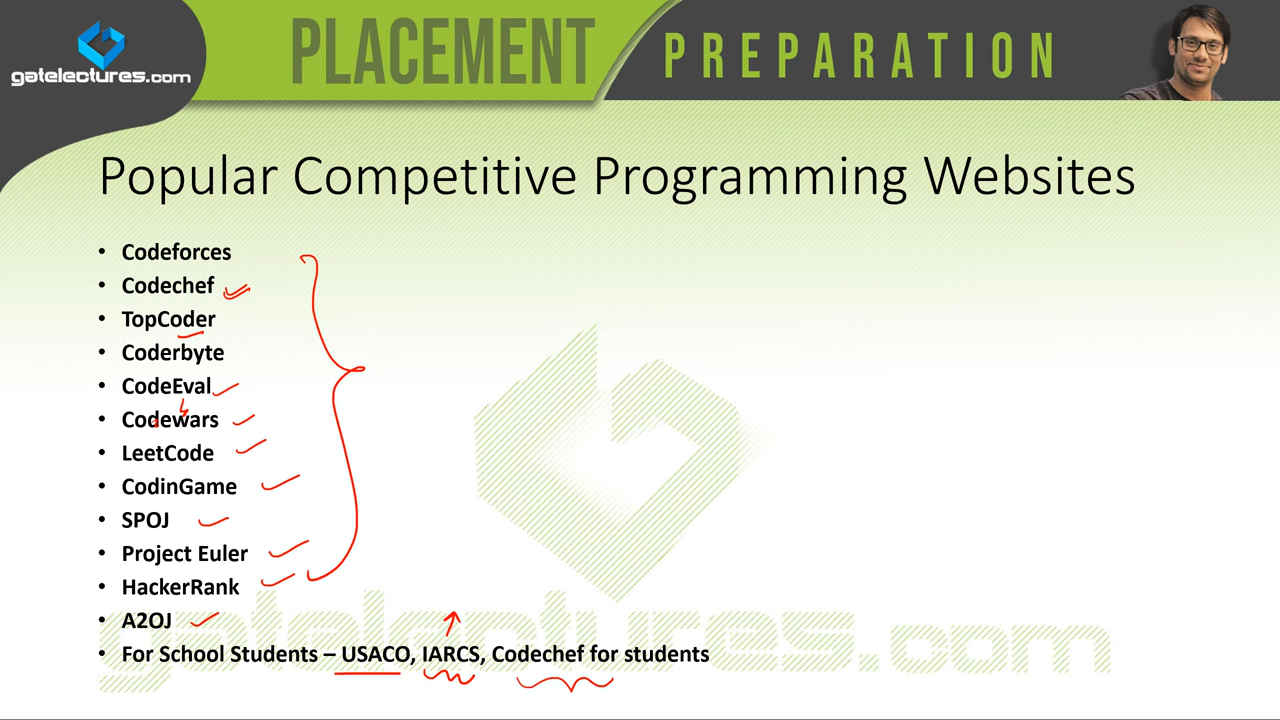 PLACEMENT PREPARATION
gatelectures.com
Popular Competitive Programming Websites
• Codeforces
• Codechef
• TopCoder
• Coderbyte
• CodeEval
• Codewars
• LeetCode
• CodinGame
• SPOJ
• Project Euler
• HackerRank
• A2OJ
• For School Students – USACO, IARCS, Codechef for students
gatelectures.com